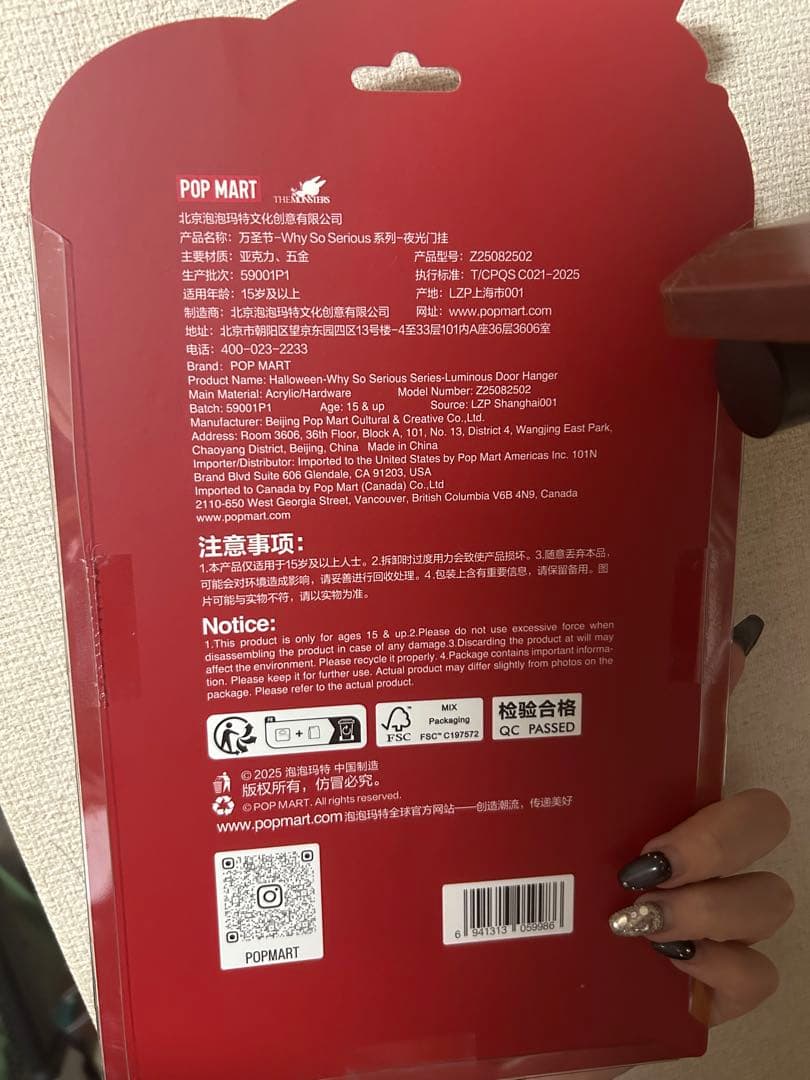 POP MART THE MONSTERS
北京泡泡玛特文化创意有限公司
产品名称：万圣节-Why So Serious 系列-夜光门挂
主要材质：亚克力、五金 产品型号：Z25082502
生产批次：59001P1 执行标准：T/CPQS C021-2025
适用年龄：15岁及以上 产地：LZP上海市001
制造商：北京泡泡玛特文化创意有限公司 网址：www.popmart.com
地址：北京市朝阳区望京东园四区13号楼-4至33层101内A座36层3606室
电话：400-023-2233
Brand：POP MART
Product Name: Halloween-Why So Serious Series-Luminous Door Hanger
Main Material: Acrylic/Hardware Model Number: Z25082502
Batch: 59001P1 Age: 15 & up Source: LZP Shanghai001
Manufacturer: Beijing Pop Mart Cultural & Creative Co.,Ltd.
Address: Room 3606, 36th Floor, Block A, 101, No. 13, District 4, Wangjing East Park,
Chaoyang District, Beijing, China Made in China
Importer/Distributor: Imported to the United States by Pop Mart Americas Inc. 101N
Brand Blvd Suite 606 Glendale, CA 91203, USA
Imported to Canada by Pop Mart (Canada) Co.,Ltd
2110-650 West Georgia Street, Vancouver, British Columbia V6B 4N9, Canada
www.popmart.com
注意事项：
1.本产品仅适用于15岁及以上人士。2.拆卸时过度用力会致使产品损坏。3.随意丢弃本品，
可能会对环境造成影响，请妥善进行回收处理。4.包装上含有重要信息，请保留备用。图
片可能与实物不符，请以实物为准。
Notice:
1.This product is only for ages 15 & up.2.Please do not use excessive force when
disassembling the product in case of any damage.3.Discarding the product at will may
affect the environment. Please recycle it properly. 4.Package contains important informa-
tion. Please keep it for further use. Actual product may differ slightly from photos on the
package. Please refer to the actual product.
FR +
FSC MIX
Packaging
FSC™ C197572
检验合格
QC PASSED
© 2025 泡泡玛特 中国制造
版权所有，仿冒必究。
© POP MART. All rights reserved.
www.popmart.com泡泡玛特全球官方网站——创造潮流，传递美好
POPMART
6 941313 059986